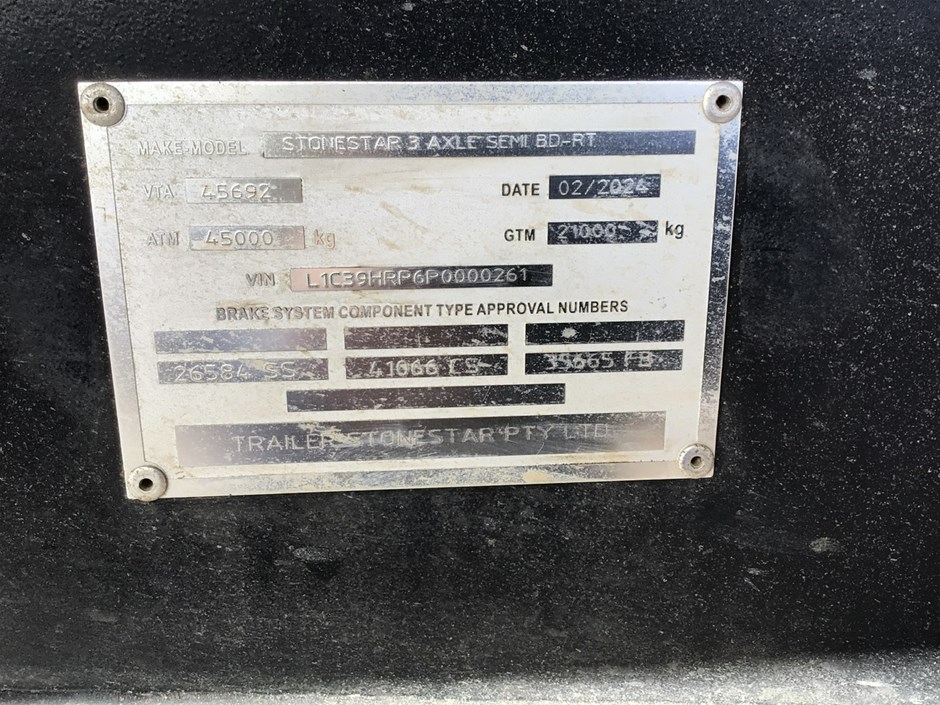 MAKE-MODEL STONESTAR 3 AXLE SEMI BD-RT
VTA 45692 DATE 02/2024
ATM 45000 kg GTM 21000 kg
VIN L1C39HRP6P0000261
BRAKE SYSTEM COMPONENT TYPE APPROVAL NUMBERS
26584 SS 41066 CS 35665 FB
TRAILER STONESTAR PTY LTD